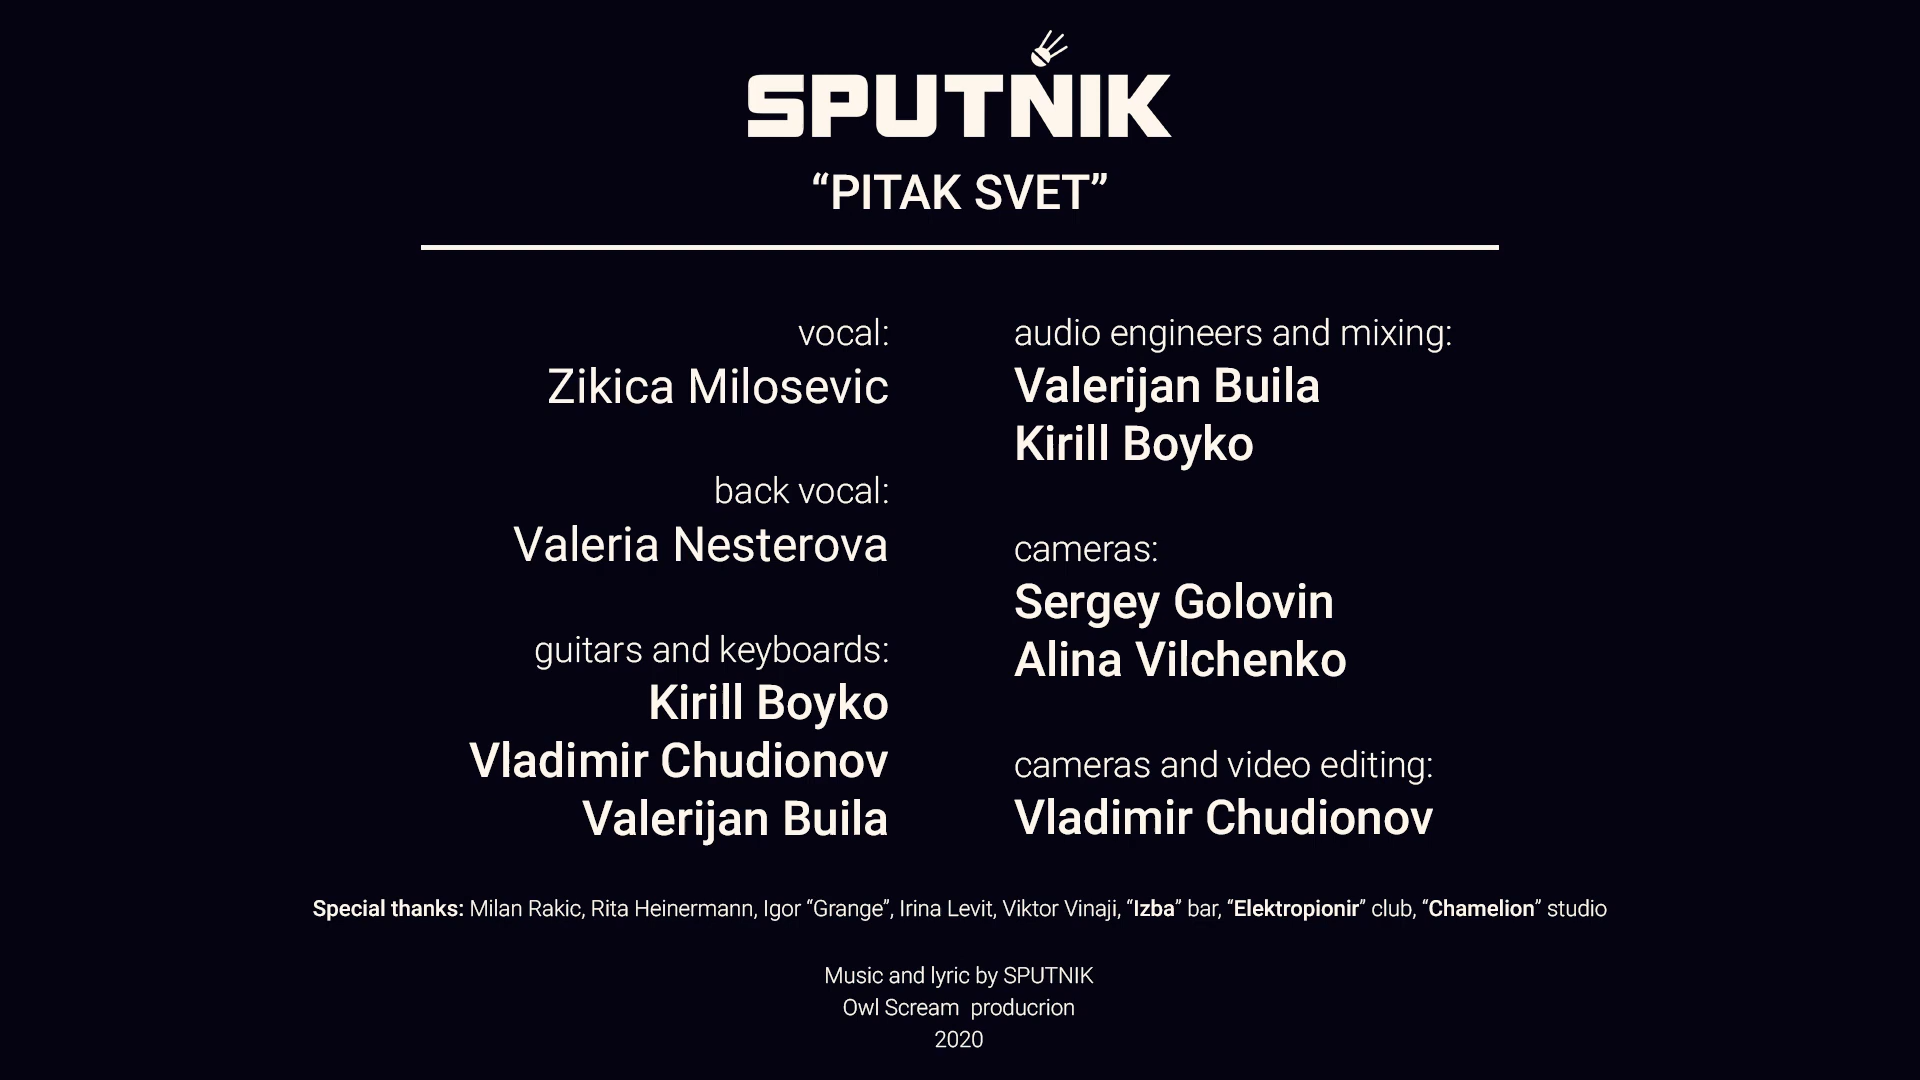 SPUTNIK
“PITAK SVET”
vocal:
Zikica Milosevic
back vocal:
Valeria Nesterova
guitars and keyboards:
Kirill Boyko
Vladimir Chudionov
Valerijan Buila
audio engineers and mixing:
Valerijan Buila
Kirill Boyko
cameras:
Sergey Golovin
Alina Vilchenko
cameras and video editing:
Vladimir Chudionov
Special thanks: Milan Rakic, Rita Heinermann, Igor “Grange”, Irina Levit, Viktor Vinaji, “Izba” bar, “Elektropionir” club, “Chamelion” studio
Music and lyric by SPUTNIK
Owl Scream  producrion
2020